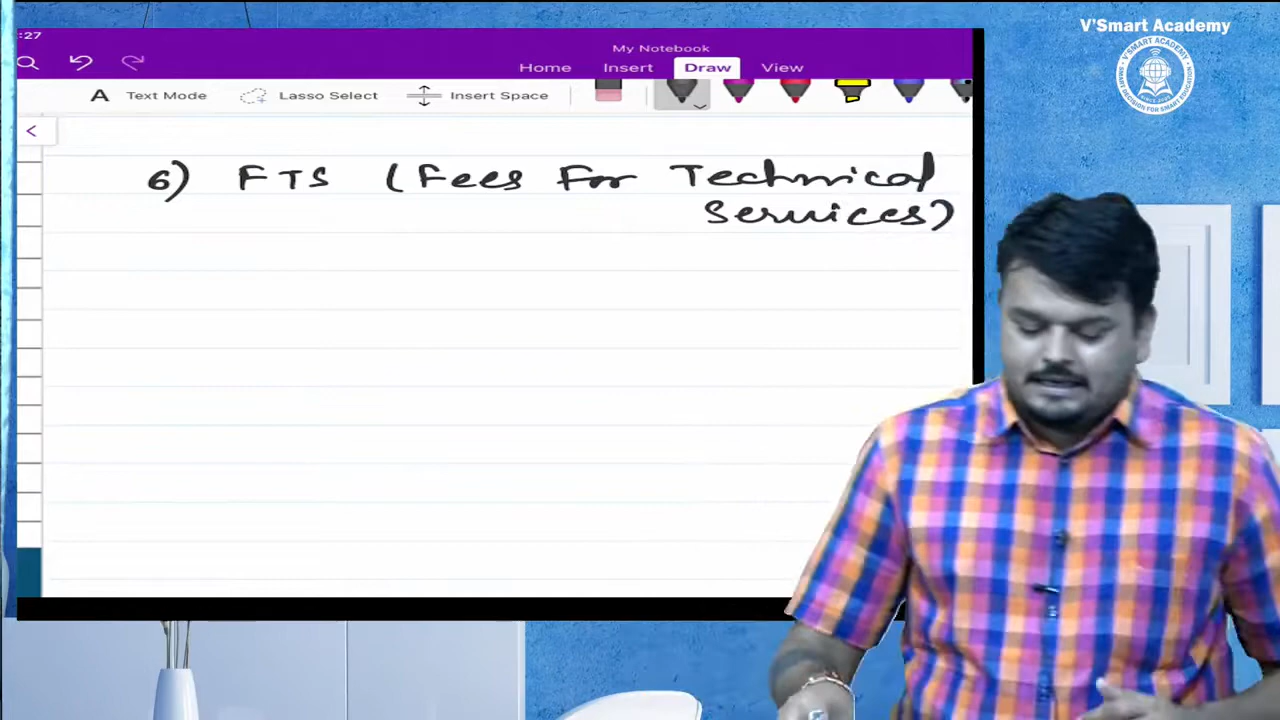 V'Smart Academy
:27
My Notebook
Home Insert Draw View
A Text Mode Lasso Select Insert Space
6) FTS (Fees For Technical
Services)